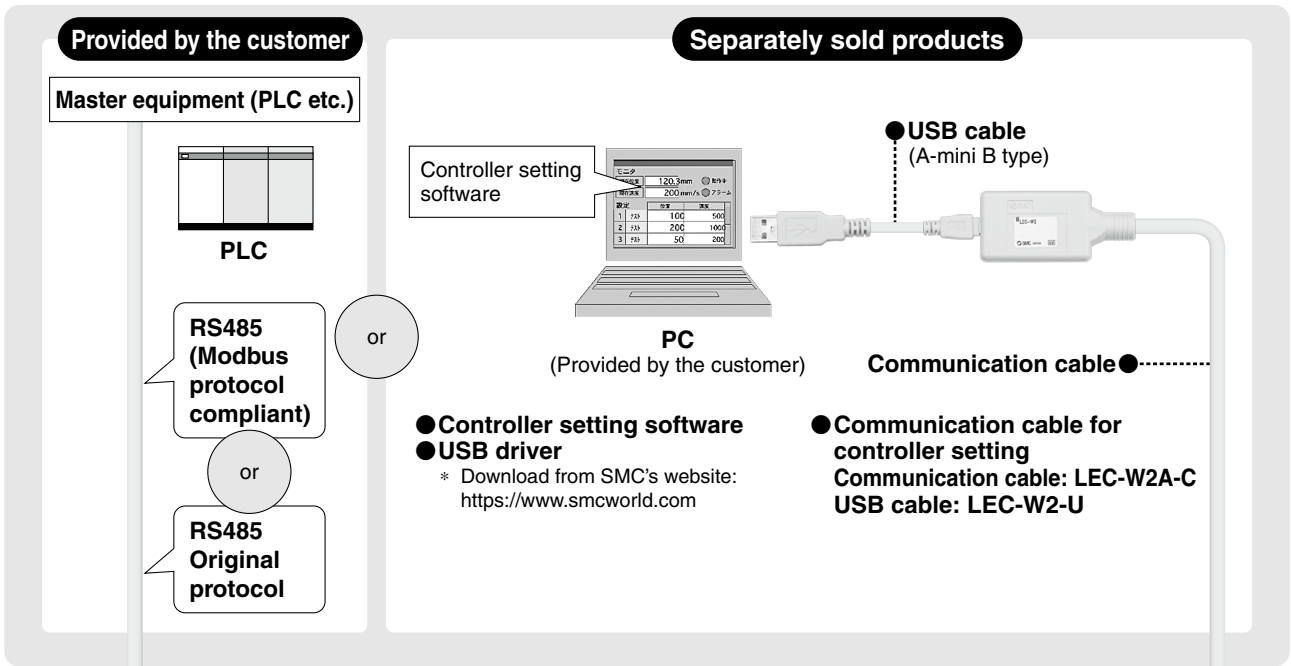 Provided by the customer
Master equipment (PLC etc.)
PLC
RS485
(Modbus
protocol
compliant)
or
or
RS485
Original
protocol
Separately sold products
Controller setting
software
モニタ
120.3mm
200 mm/s アラーム
設定
位置 速度
1 テスト 100 500
2 テスト 200 1000
3 テスト 50 200
PC
(Provided by the customer)
●USB cable
(A-mini B type)
LEC-W2
SMC
Communication cable●
●Controller setting software
●USB driver
* Download from SMC's website:
https://www.smcworld.com
●Communication cable for
controller setting
Communication cable: LEC-W2A-C
USB cable: LEC-W2-U